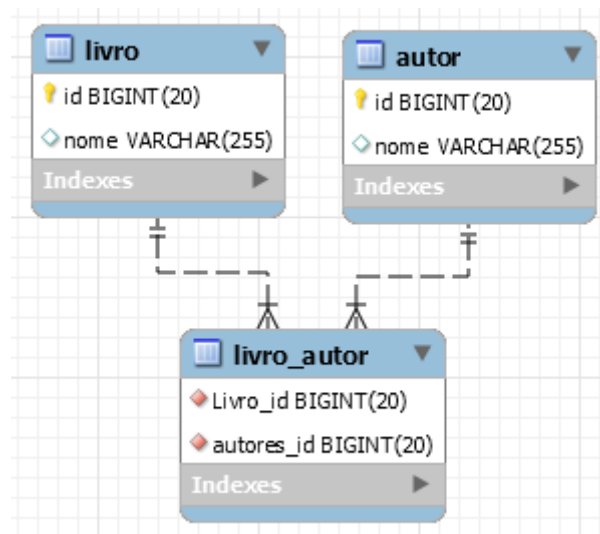 livro
id BIGINT(20)
nome VARCHAR(255)
Indexes
autor
id BIGINT(20)
nome VARCHAR(255)
Indexes
livro_autor
Livro_id BIGINT(20)
autores_id BIGINT(20)
Indexes